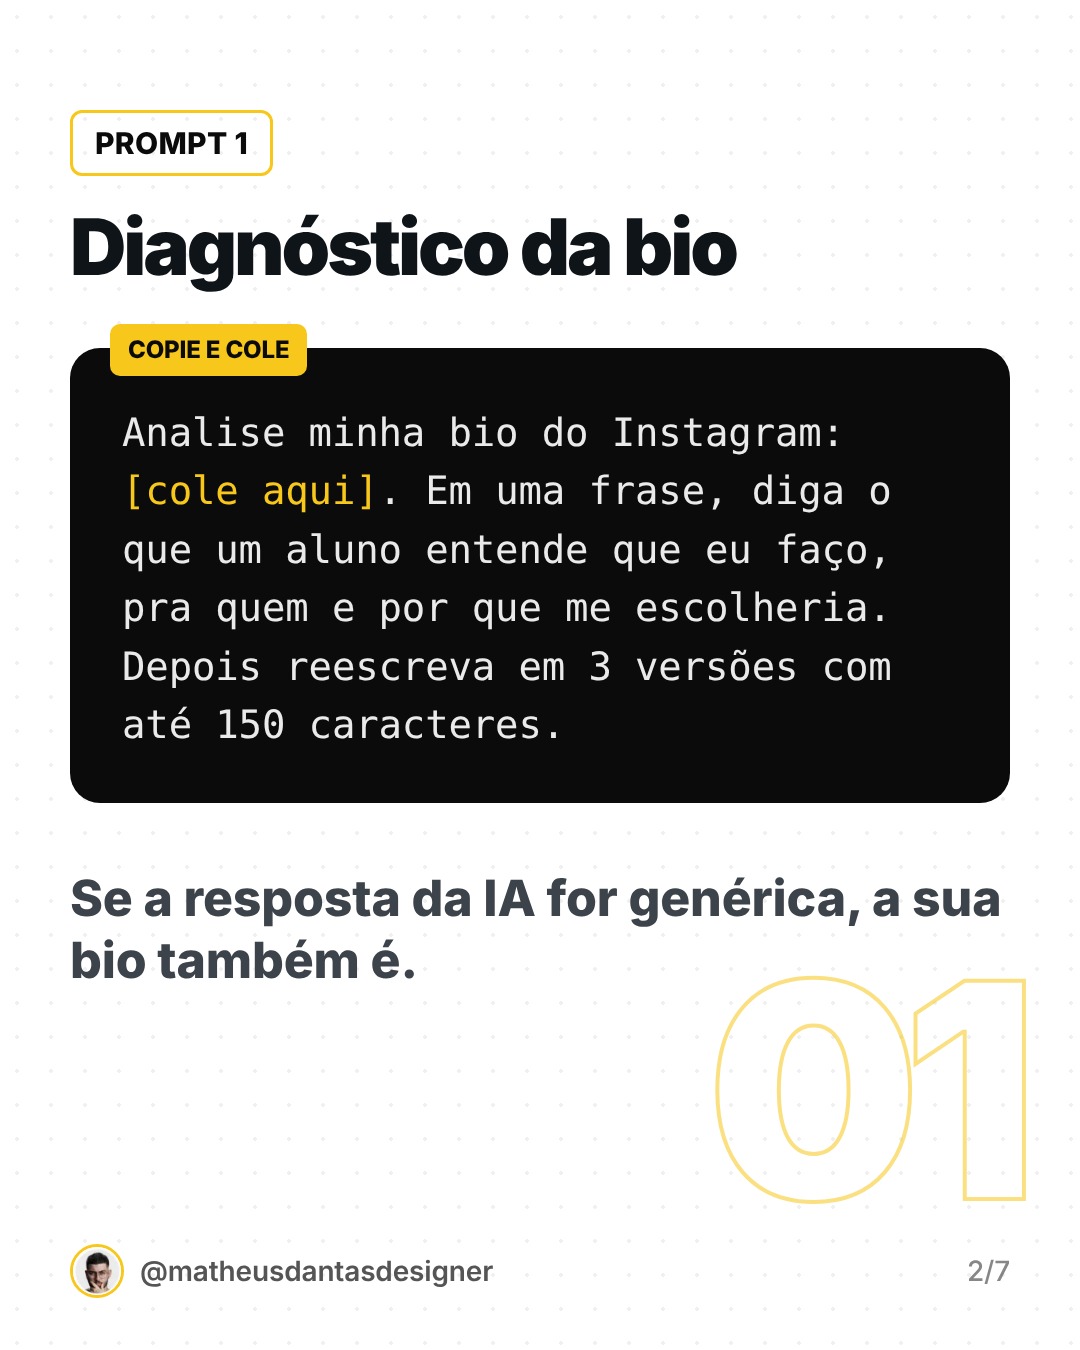 PROMPT 1
Diagnóstico da bio
COPIE E COLE
Analise minha bio do Instagram:
[cole aqui]. Em uma frase, diga o
que um aluno entende que eu faço,
pra quem e por que me escolheria.
Depois reescreva em 3 versões com
até 150 caracteres.
Se a resposta da IA for genérica, a sua
bio também é.
01
@matheusdantasdesigner
2/7